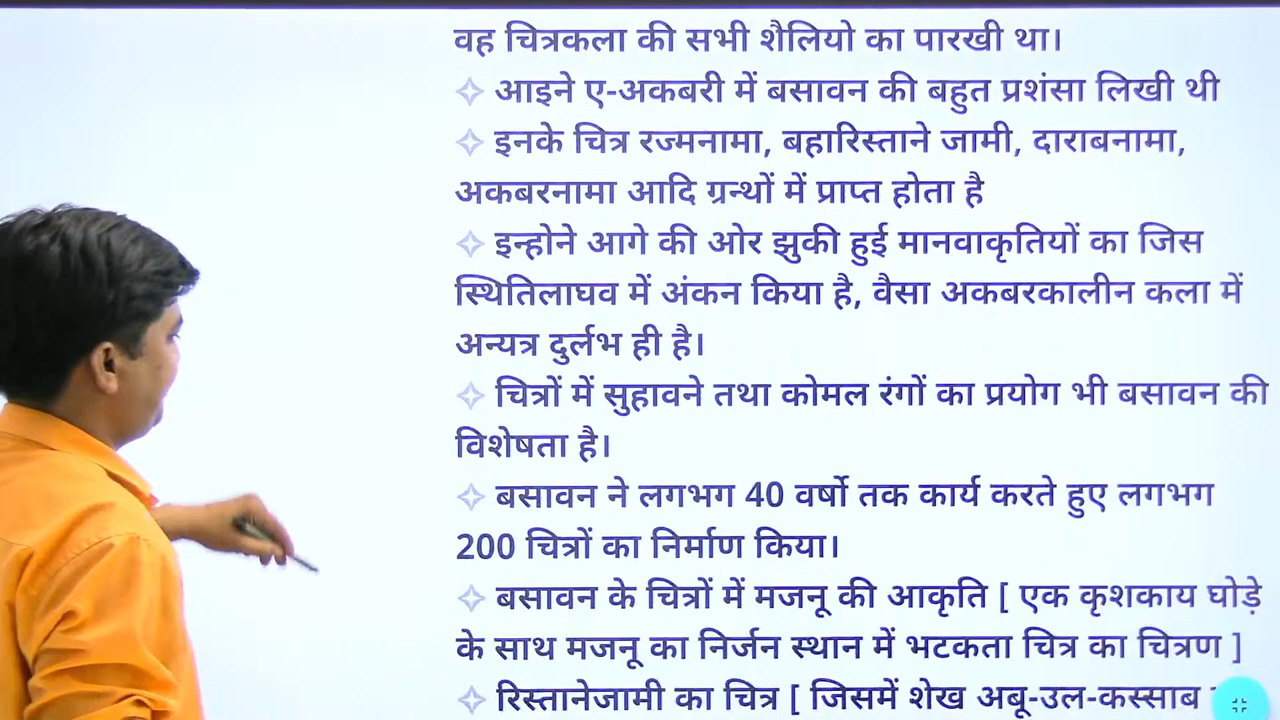 वह चित्रकला की सभी शैलियो का पारखी था।
✧ आइने ए-अकबरी में बसावन की बहुत प्रशंसा लिखी थी
✧ इनके चित्र रज्मनामा, बहारिस्ताने जामी, दाराबनामा,
अकबरनामा आदि ग्रन्थों में प्राप्त होता है
✧ इन्होने आगे की ओर झुकी हुई मानवाकृतियों का जिस
स्थितिलाघव में अंकन किया है, वैसा अकबरकालीन कला में
अन्यत्र दुर्लभ ही है।
✧ चित्रों में सुहावने तथा कोमल रंगों का प्रयोग भी बसावन की
विशेषता है।
✧ बसावन ने लगभग 40 वर्षो तक कार्य करते हुए लगभग
200 चित्रों का निर्माण किया।
✧ बसावन के चित्रों में मजनू की आकृति [ एक कृशकाय घोड़े
के साथ मजनू का निर्जन स्थान में भटकता चित्र का चित्रण ]
✧ रिस्तानेजामी का चित्र [ जिसमें शेख अबू-उल-कस्साब